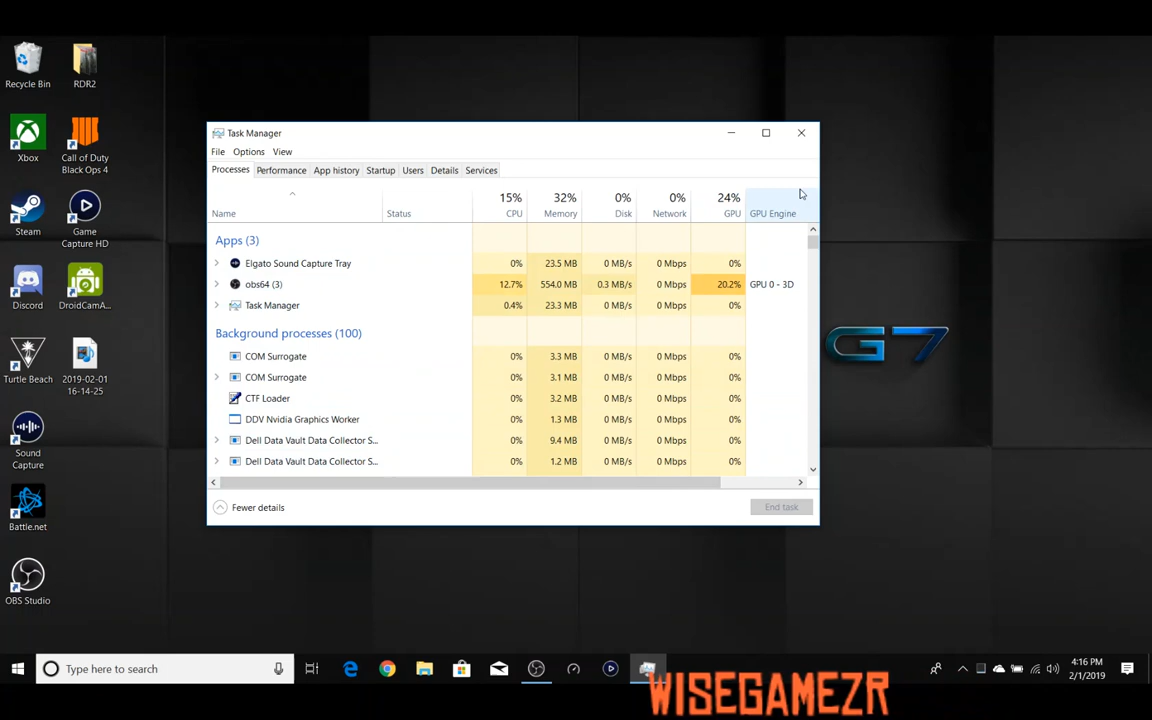 Recycle Bin
RDR2
Xbox
Call of Duty
Black Ops 4
Steam
Game
Capture HD
Discord
DroidCamA...
Turtle Beach
2019-02-01
16-14-25
Sound
Capture
Battle.net
OBS Studio
Task Manager
File Options View
Processes Performance App history Startup Users Details Services
15% 32% 0% 0% 24%
Name Status CPU Memory Disk Network GPU GPU Engine
Apps (3)
Elgato Sound Capture Tray 0% 23.5 MB 0 MB/s 0 Mbps 0%
obs64 (3) 12.7% 554.0 MB 0.3 MB/s 0 Mbps 20.2% GPU 0 - 3D
Task Manager 0.4% 23.3 MB 0 MB/s 0 Mbps 0%
Background processes (100)
COM Surrogate 0% 3.3 MB 0 MB/s 0 Mbps 0%
COM Surrogate 0% 3.1 MB 0 MB/s 0 Mbps 0%
CTF Loader 0% 3.2 MB 0 MB/s 0 Mbps 0%
DDV Nvidia Graphics Worker 0% 1.3 MB 0 MB/s 0 Mbps 0%
Dell Data Vault Data Collector S... 0% 9.4 MB 0 MB/s 0 Mbps 0%
Dell Data Vault Data Collector S... 0% 1.2 MB 0 MB/s 0 Mbps 0%
Fewer details End task
G7
Type here to search
4:16 PM
2/1/2019
WISEGAMEZR